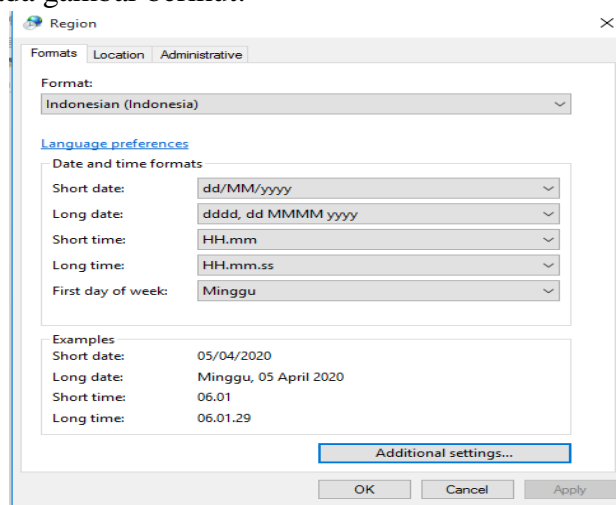 Region
Formats Location Administrative
Format:
Indonesian (Indonesia)
Language preferences
Date and time formats
Short date: dd/MM/yyyy
Long date: dddd, dd MMMM yyyy
Short time: HH.mm
Long time: HH.mm.ss
First day of week: Minggu
Examples
Short date: 05/04/2020
Long date: Minggu, 05 April 2020
Short time: 06.01
Long time: 06.01.29
Additional settings...
OK Cancel Apply